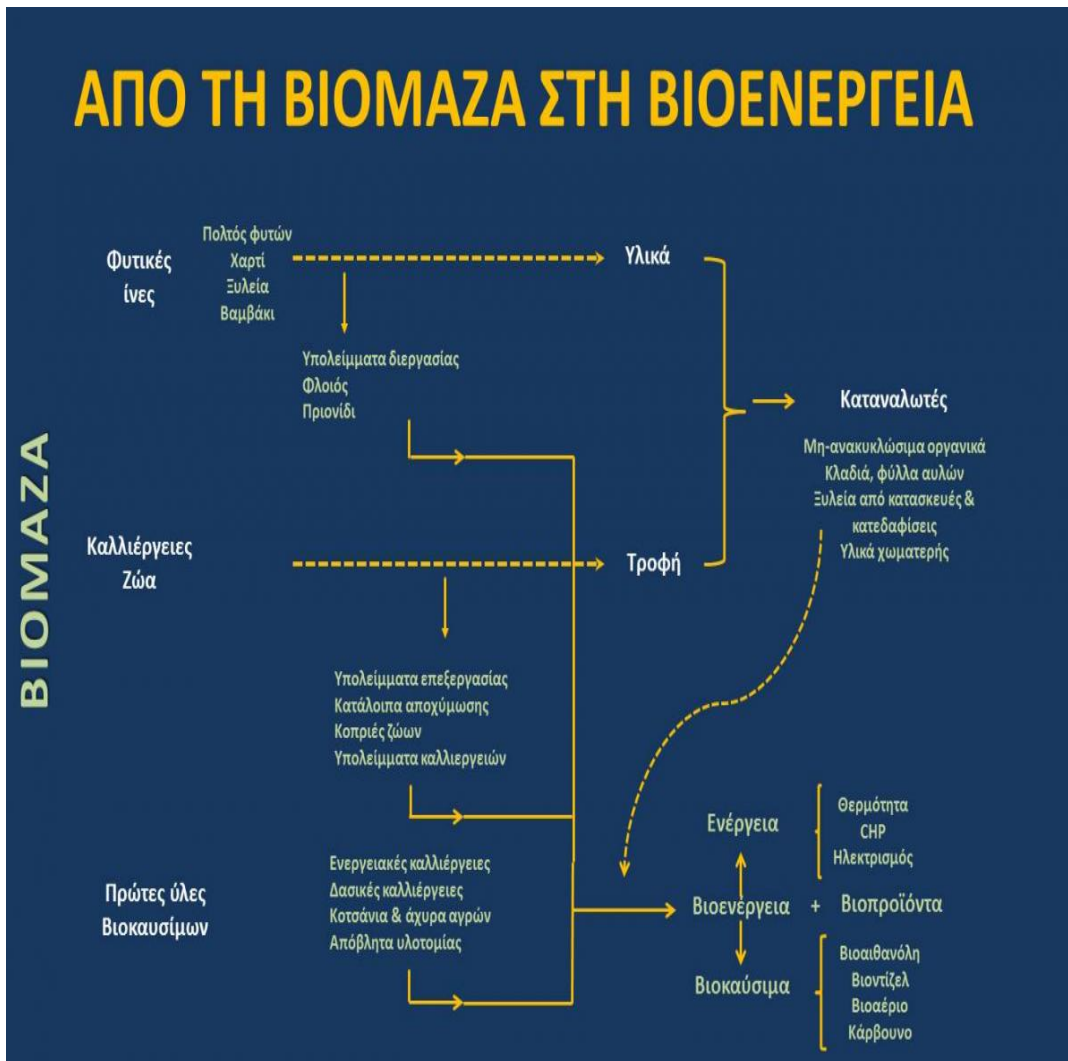 ΑΠΟ ΤΗ ΒΙΟΜΑΖΑ ΣΤΗ ΒΙΟΕΝΕΡΓΕΙΑ
ΒΙΟΜΑΖΑ
Φυτικές
ίνες
Πολτός φυτών
Χαρτί
Ξυλεία
Βαμβάκι
Υλικά
Υπολείμματα διεργασίας
Φλοιός
Πριονίδι
Καταναλωτές
Μη-ανακυκλώσιμα οργανικά
Κλαδιά, φύλλα αυλών
Ξυλεία από κατασκευές &
κατεδαφίσεις
Υλικά χωματερής
Καλλιέργειες
Ζώα
Τροφή
Υπολείμματα επεξεργασίας
Κατάλοιπα αποχύμωσης
Κοπριές ζώων
Υπολείμματα καλλιεργειών
Πρώτες ύλες
Βιοκαυσίμων
Ενεργειακές καλλιέργειες
Δασικές καλλιέργειες
Κοτσάνια & άχυρα αγρών
Απόβλητα υλοτομίας
Ενέργεια
Θερμότητα
CHP
Ηλεκτρισμός
Βιοενέργεια + Βιοπροϊόντα
Βιοκαύσιμα
Βιοαιθανόλη
Βιοντίζελ
Βιοαέριο
Κάρβουνο